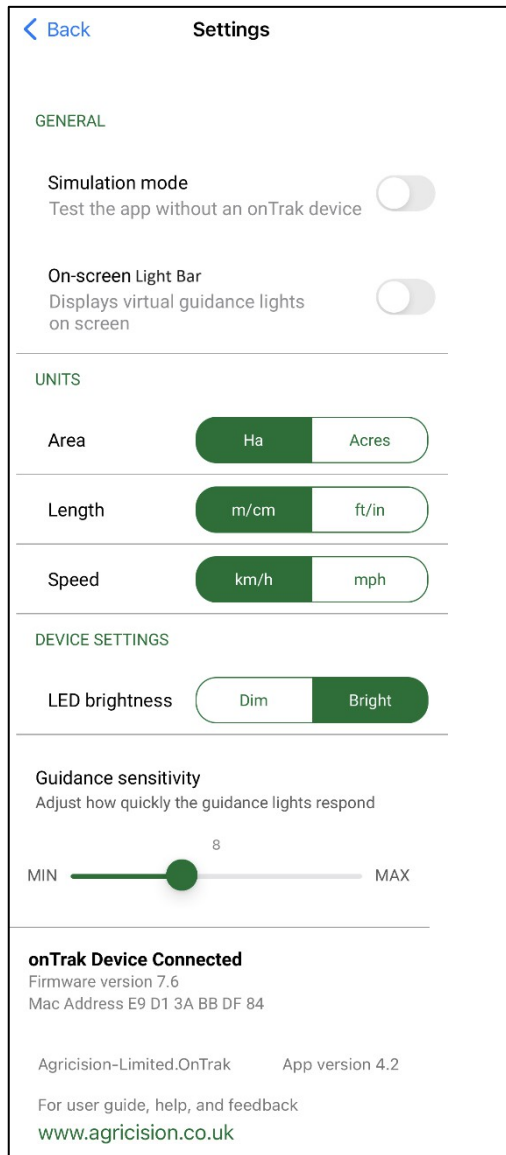 Back Settings
GENERAL
Simulation mode
Test the app without an onTrak device
On-screen Light Bar
Displays virtual guidance lights
on screen
UNITS
Area Ha Acres
Length m/cm ft/in
Speed km/h mph
DEVICE SETTINGS
LED brightness Dim Bright
Guidance sensitivity
Adjust how quickly the guidance lights respond
8
MIN MAX
onTrak Device Connected
Firmware version 7.6
Mac Address E9 D1 3A BB DF 84
Agricision-Limited.OnTrak App version 4.2
For user guide, help, and feedback
www.agricision.co.uk